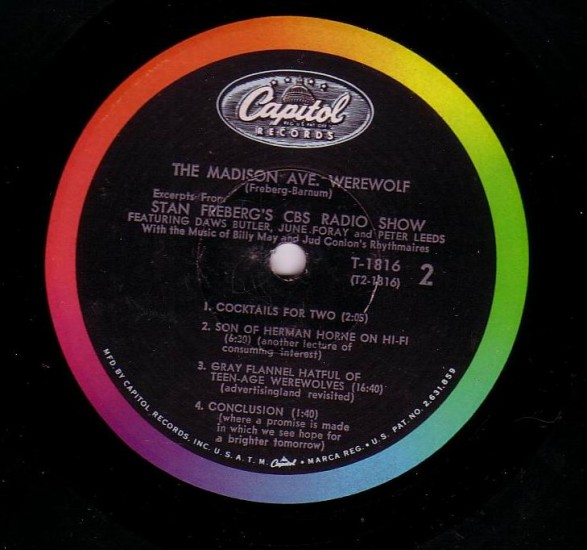 Capitol
RECORDS
THE MADISON AVE. WEREWOLF
(Freberg-Barnum)
Excerpts From
STAN FREBERG'S CBS RADIO SHOW
FEATURING DAWS BUTLER, JUNE FORAY and PETER LEEDS
With the Music of Billy May and Jud Conlon's Rhythmaires
T-1816
(T2-1816)
2
1. COCKTAILS FOR TWO (2:05)
2. SON OF HERMAN HORNE ON HI-FI
(6:20) (another lecture of
consuming interest)
3. GRAY FLANNEL HATFUL OF
TEEN-AGE WEREWOLVES (16:40)
(advertisingland revisited)
4. CONCLUSION (1:40)
(where a promise is made
in which we see hope for
a brighter tomorrow)
MFD. BY CAPITOL RECORDS, INC. U.S.A. T.M. Capitol • MARCA REG. • U.S. PAT. NO. 2,631,859